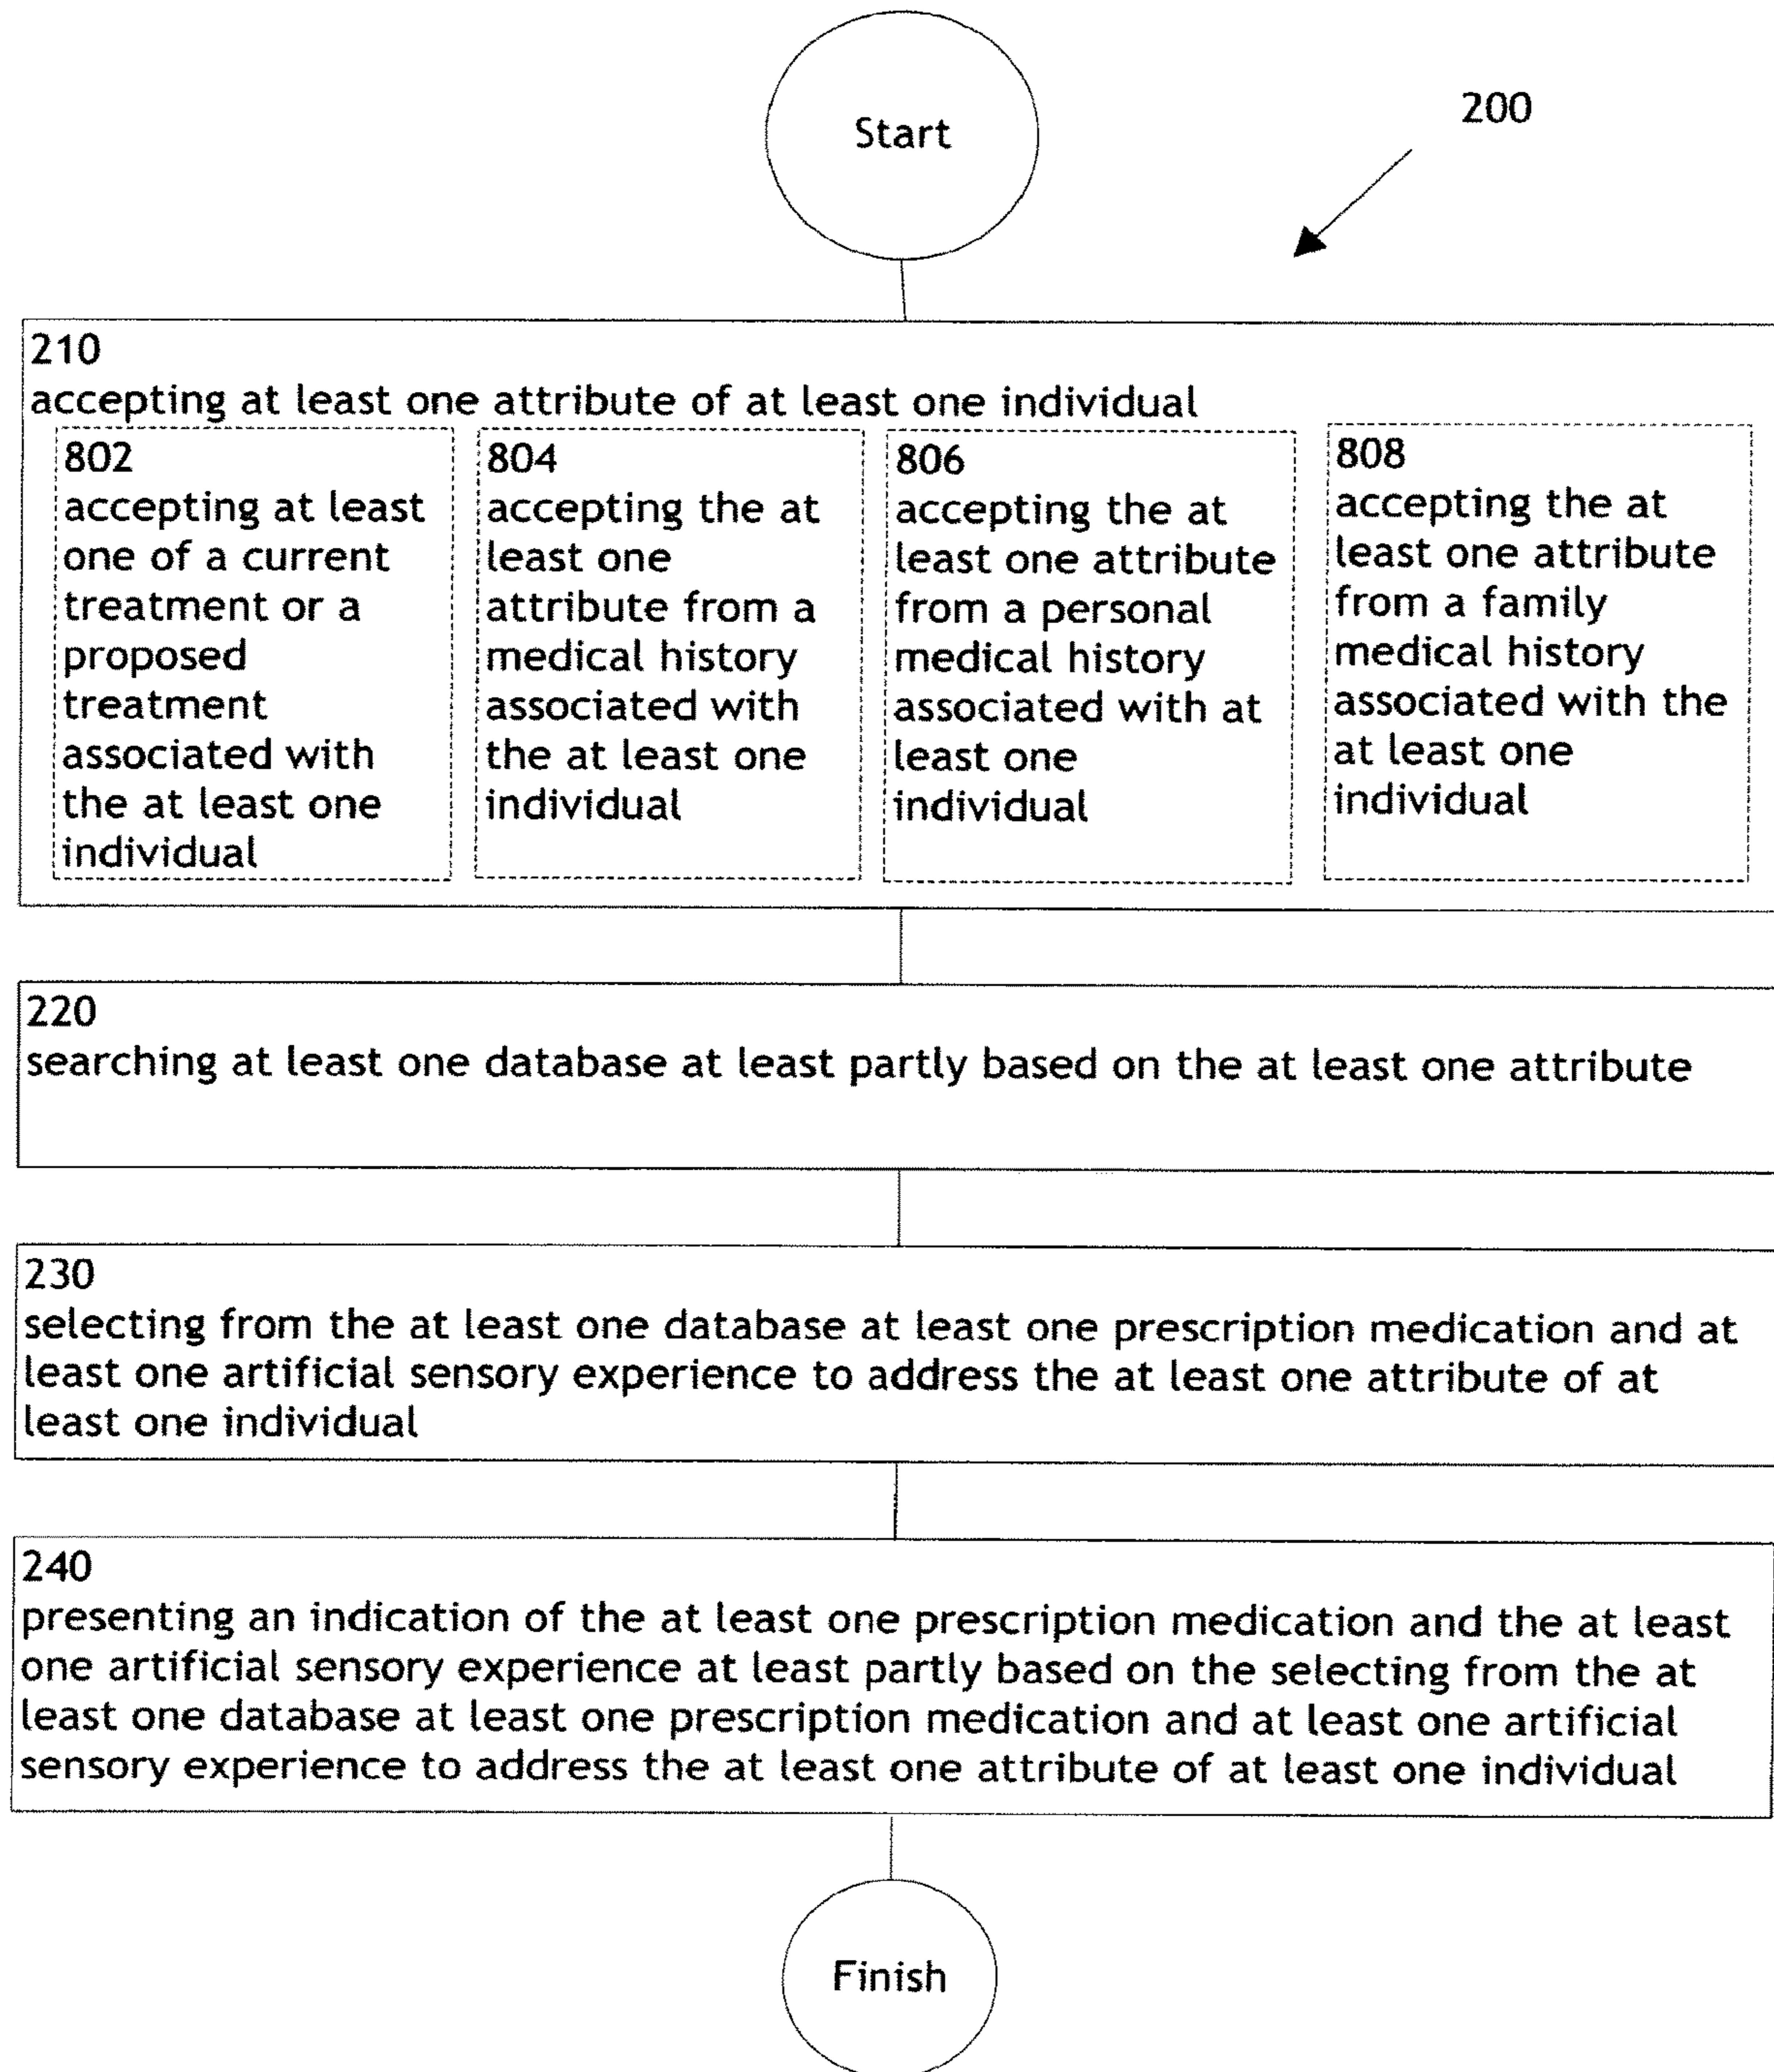 Start
200
210
accepting at least one attribute of at least one individual
802
accepting at least
one of a current
treatment or a
proposed
treatment
associated with
the at least one
individual
804
accepting the at
least one
attribute from a
medical history
associated with
the at least one
individual
806
accepting the at
least one attribute
from a personal
medical history
associated with at
least one
individual
808
accepting the at
least one attribute
from a family
medical history
associated with the
at least one
individual
220
searching at least one database at least partly based on the at least one attribute
230
selecting from the at least one database at least one prescription medication and at
least one artificial sensory experience to address the at least one attribute of at
least one individual
240
presenting an indication of the at least one prescription medication and the at least
one artificial sensory experience at least partly based on the selecting from the at
least one database at least one prescription medication and at least one artificial
sensory experience to address the at least one attribute of at least one individual
Finish